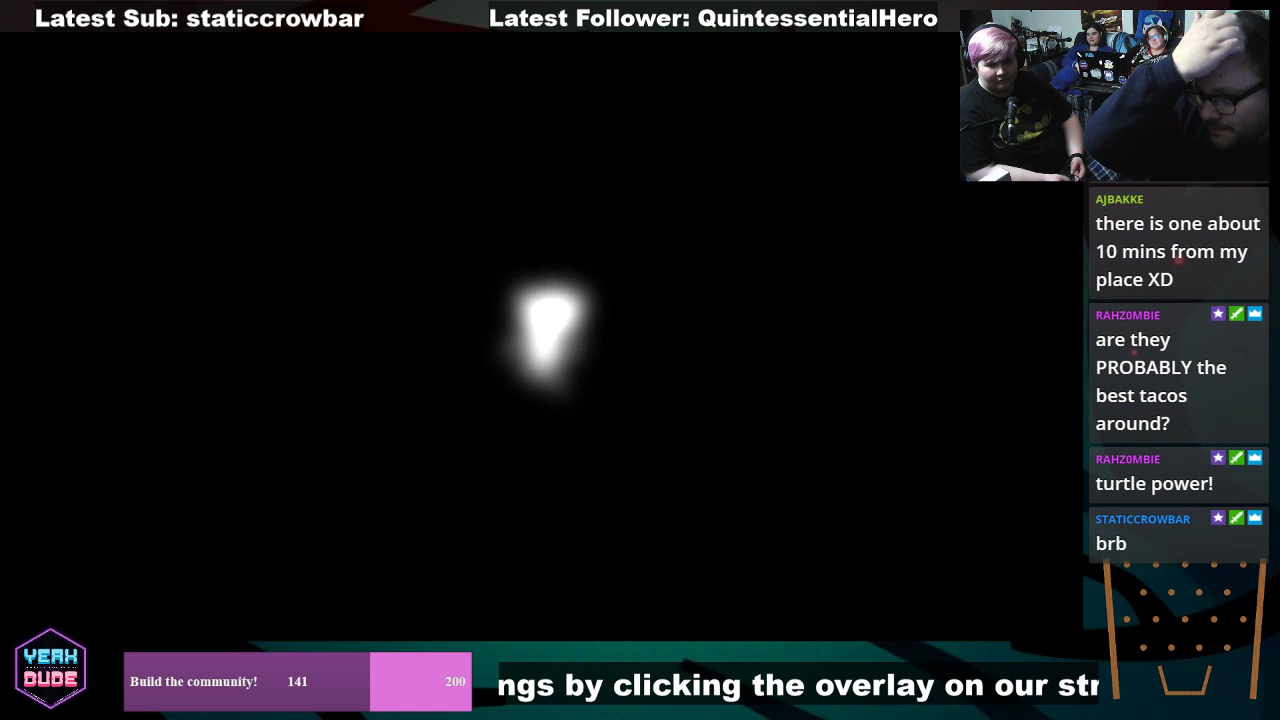 Latest Sub: staticcrowbar
Latest Follower: QuintessentialHero
AJBAKKE
there is one about
10 mins from my
place XD
RAHZ0MBIE
are they
PROBABLY the
best tacos
around?
RAHZ0MBIE
turtle power!
STATICCROWBAR
brb
YEAH
DUDE
Build the community! 141 200
ngs by clicking the overlay on our str